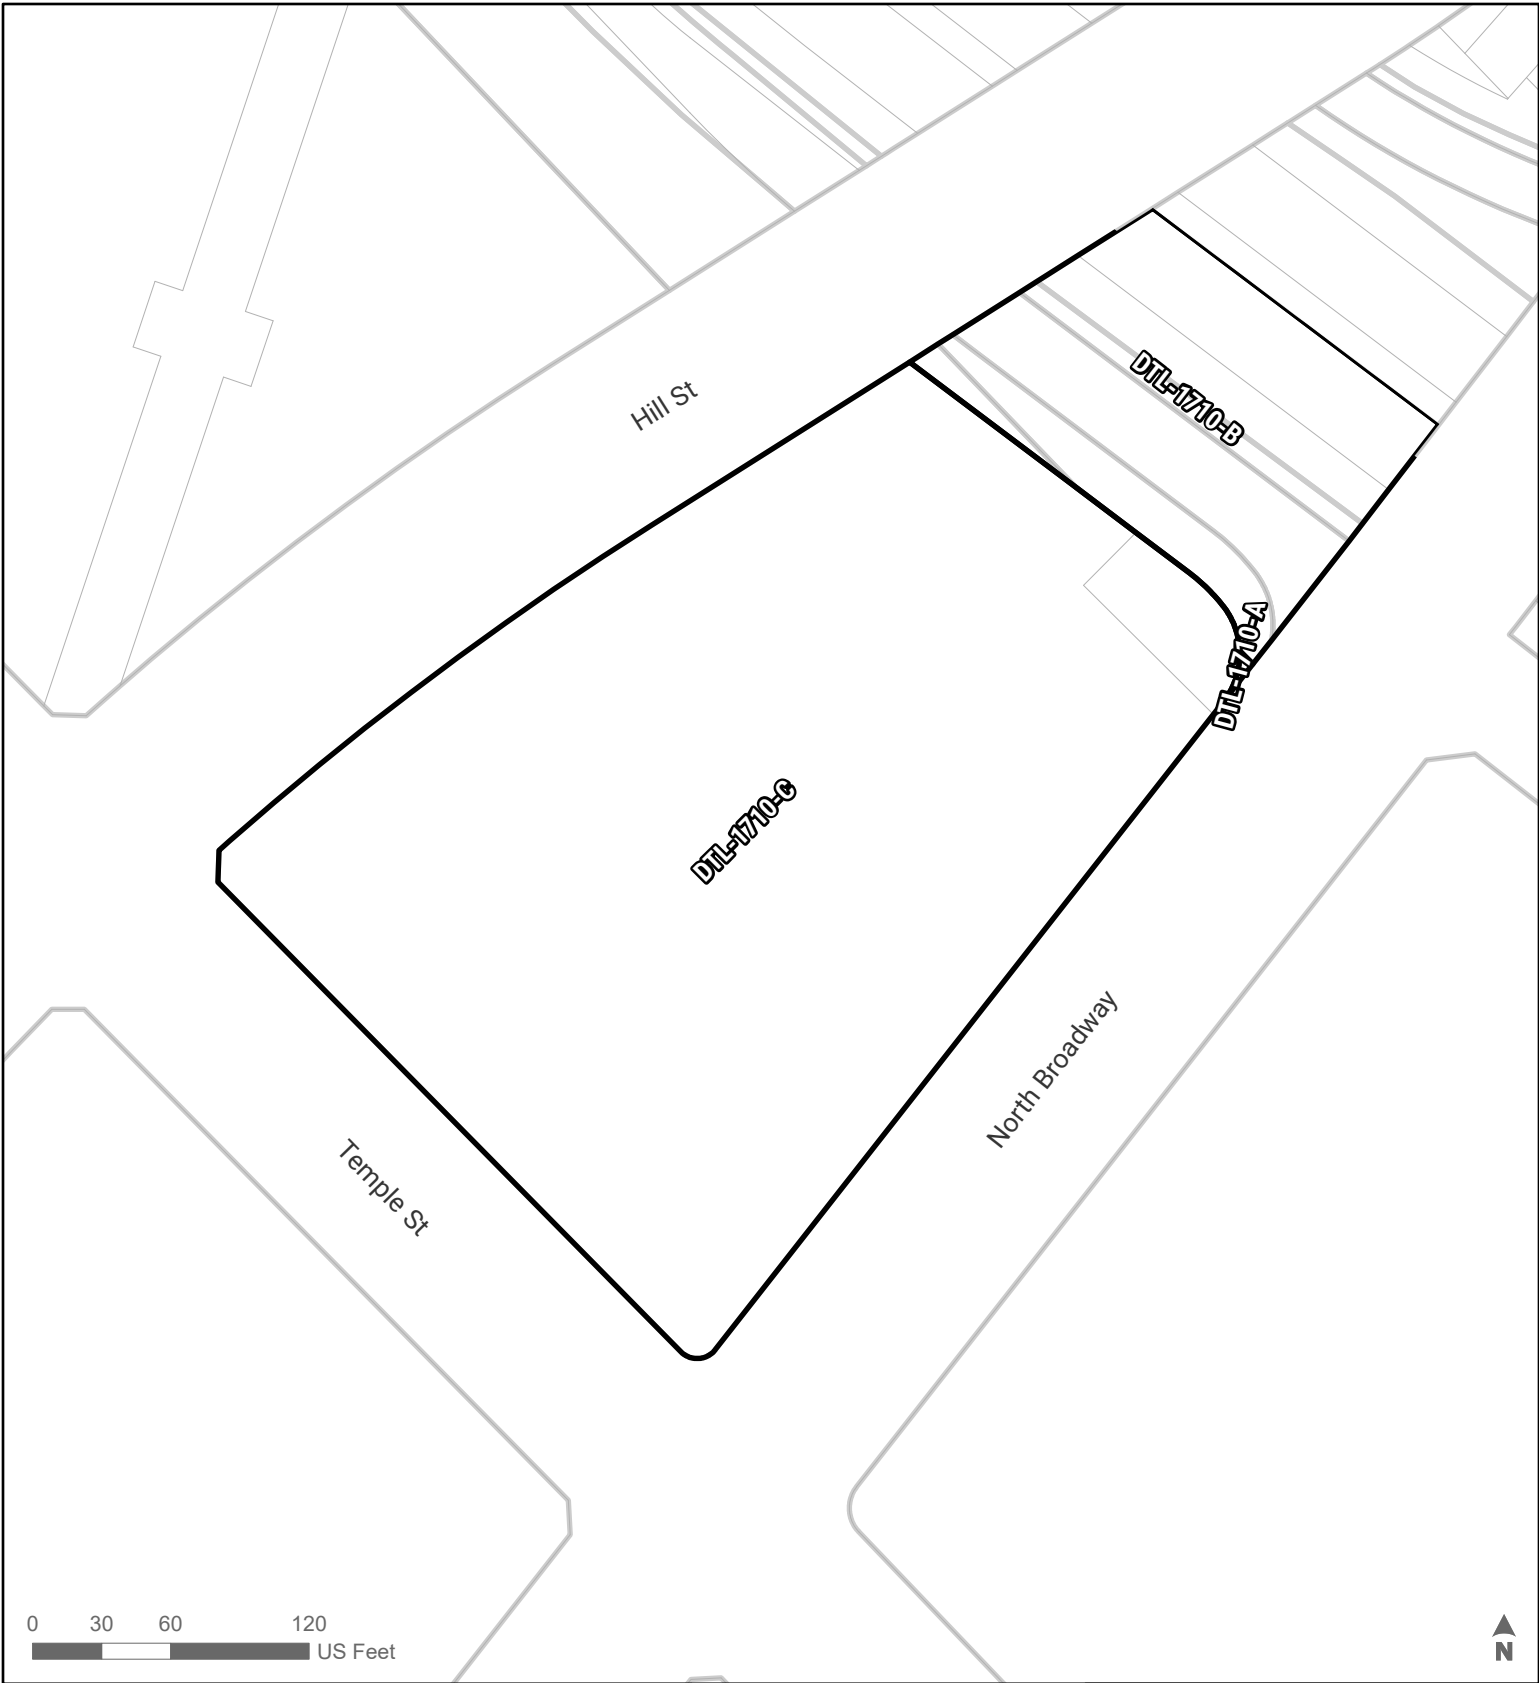 DTL-1710-B
Hill St
DTL-1710-A
DTL-1710-C
North Broadway
Temple St
0 30 60 120
US Feet
N